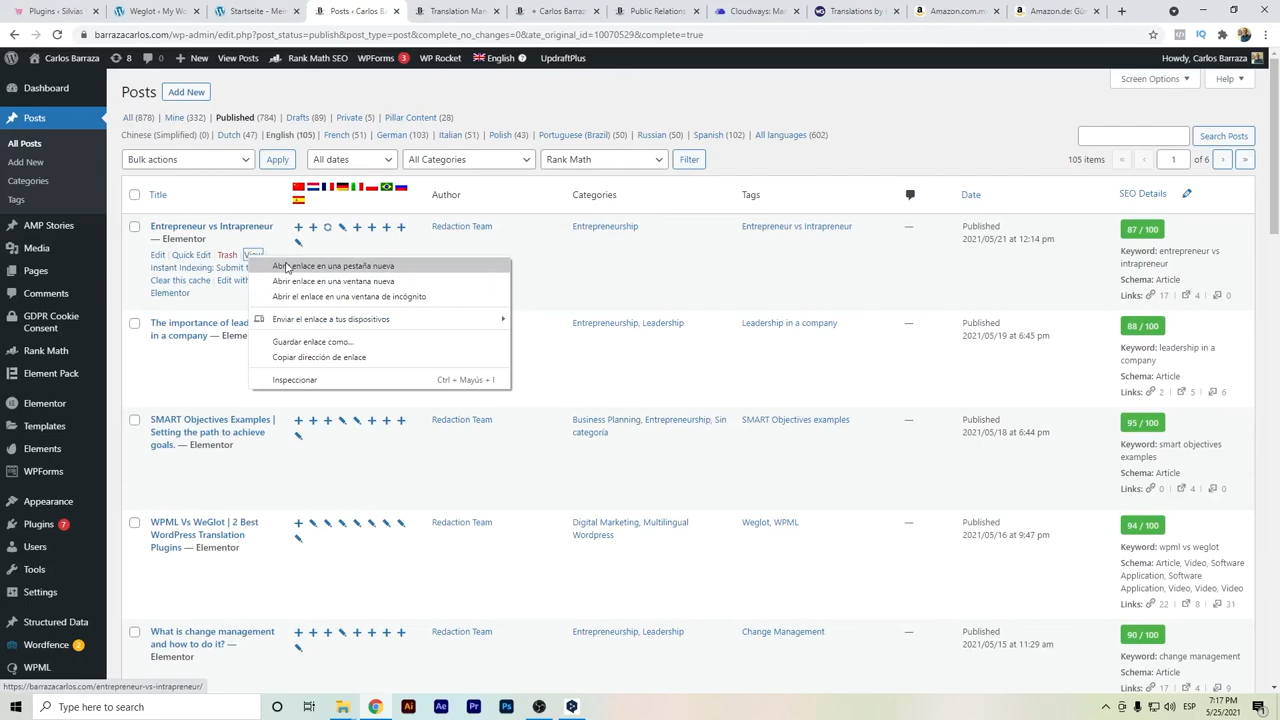 Plugins ‹ Silvias
Weglot ‹ My Wo
Startseite - Mein
Posts ‹ Carlos Barraz
Translation Man
+ Carlos Barraza
Public Relations
Cloudways: Mana
Translations by
Amazon.com.m
Amazon.de: Gü
barrazacarlos.com/wp-admin/edit.php?post_status=publish&post_type=post&complete_no_changes=0&ate_original_id=10070529&complete=true
Carlos Barraza 8 0 New View Posts Rank Math SEO WPForms 3 WP Rocket English UpdraftPlus Howdy, Carlos Barraza
Dashboard
Posts
All Posts
Add New
Categories
Tags
AMP Stories
Media
Pages
Comments
GDPR Cookie
Consent
Rank Math
Element Pack
Elementor
Templates
Elements
WPForms
Appearance
Plugins 7
Users
Tools
Settings
Structured Data
Wordfence 2
WPML
Screen Options Help
Posts Add New
All (878) | Mine (332) | Published (784) | Drafts (89) | Private (5) | Pillar Content (28)
Chinese (Simplified) (0) | Dutch (47) | English (105) | French (51) | German (103) | Italian (51) | Polish (43) | Portuguese (Brazil) (50) | Russian (50) | Spanish (102) | All languages (602)
Search Posts
Bulk actions Apply All dates All Categories Rank Math Filter
105 items « ‹ 1 of 6 › »
Title Author Categories Tags Date SEO Details
Entrepreneur vs Intrapreneur
— Elementor
Edit | Quick Edit | Trash | View
Instant Indexing: Submit
Clear this cache | Edit with
Elementor
Redaction Team
Entrepreneurship
Entrepreneur vs Intrapreneur
—
Published
2021/05/21 at 12:14 pm
87 / 100
Keyword: entrepreneur vs
intrapreneur
Schema: Article
Links: 17 | 4 | 0
Abrir enlace en una pestaña nueva
Abrir enlace en una ventana nueva
Abrir el enlace en una ventana de incógnito
Enviar el enlace a tus dispositivos
Guardar enlace como...
Copiar dirección de enlace
Inspeccionar Ctrl + Mayús + I
The importance of lead
in a company — Eleme
Entrepreneurship, Leadership
Leadership in a company
—
Published
2021/05/19 at 6:45 pm
88 / 100
Keyword: leadership in a
company
Schema: Article
Links: 2 | 5 | 6
SMART Objectives Examples |
Setting the path to achieve
goals. — Elementor
Redaction Team
Business Planning, Entrepreneurship, Sin
categoría
SMART Objectives examples
—
Published
2021/05/18 at 6:44 pm
95 / 100
Keyword: smart objectives
examples
Schema: Article
Links: 0 | 4 | 0
WPML Vs WeGlot | 2 Best
WordPress Translation
Plugins — Elementor
Redaction Team
Digital Marketing, Multilingual
Wordpress
Weglot, WPML
—
Published
2021/05/16 at 9:47 pm
94 / 100
Keyword: wpml vs weglot
Schema: Article, Video, Software
Application, Software
Application, Video, Video, Video
Links: 22 | 8 | 31
What is change management
and how to do it? —
Elementor
Redaction Team
Entrepreneurship, Leadership
Change Management
—
Published
2021/05/15 at 11:29 am
90 / 100
Keyword: change management
Schema: Article
Links: 17 | 4 | 9
https://barrazacarlos.com/entrepreneur-vs-intrapreneur/
Type here to search
ESP
7:17 PM
5/25/2021